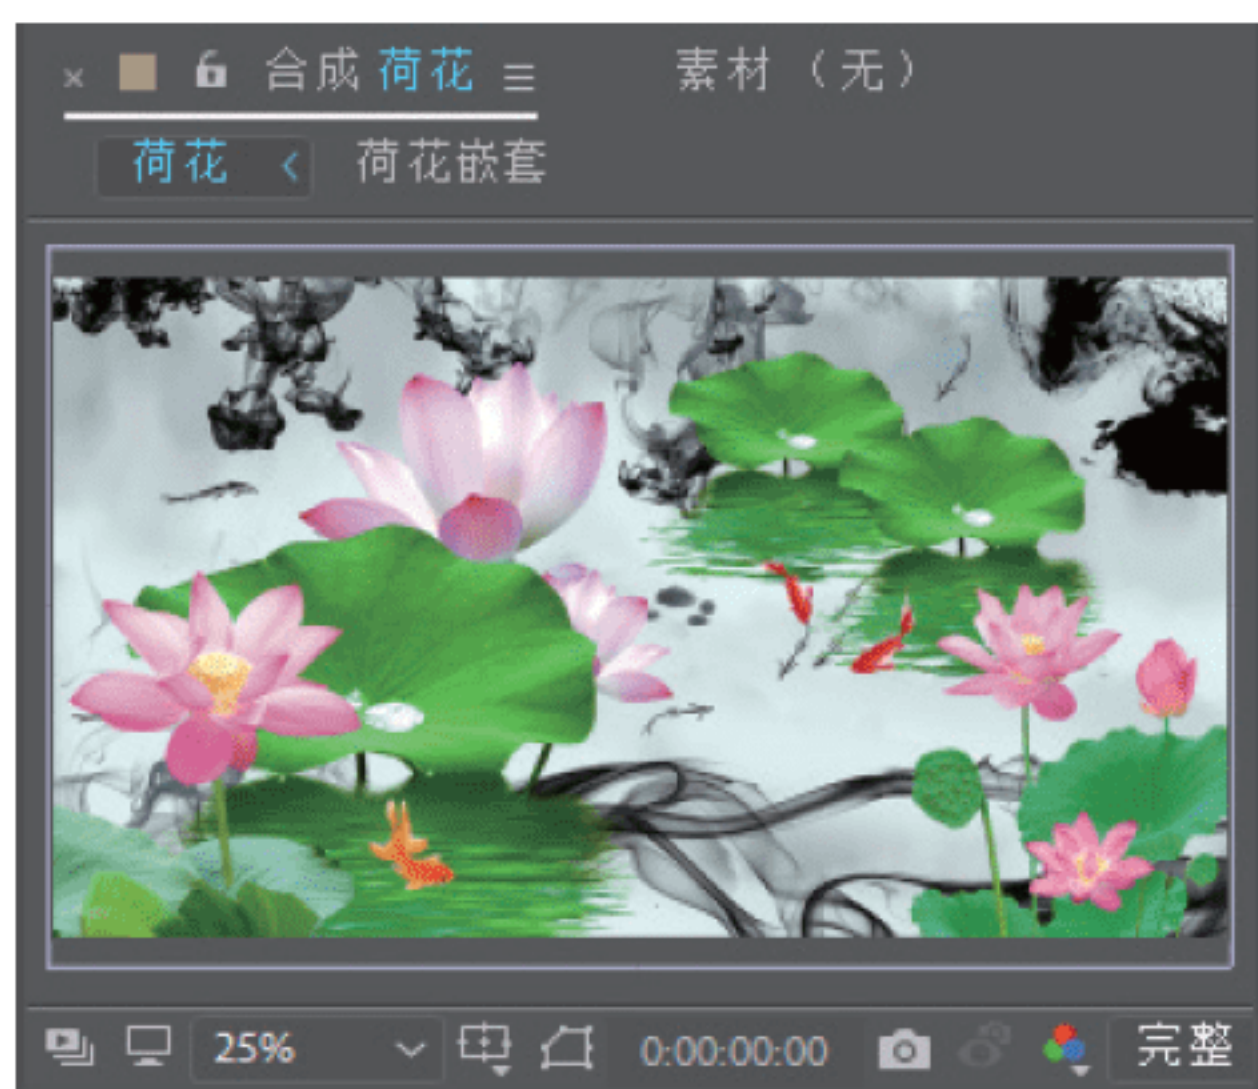 × 合成 荷花 ≡ 素材（无）
荷花 < 荷花嵌套
25% 0:00:00:00 完整